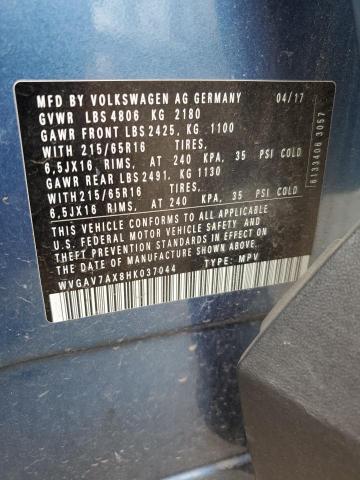 MFD BY VOLKSWAGEN AG GERMANY 04/17
GVWR LBS 4806 KG 2180
GAWR FRONT LBS 2425, KG 1100
WITH 215/65R16 TIRES,
6,5JX16 RIMS, AT 240 KPA, 35 PSI COLD
GAWR REAR LBS 2491, KG 1130
WITH 215/65R16 TIRES,
6,5JX16 RIMS, AT 240 KPA, 35 PSI COLD
THIS VEHICLE CONFORMS TO ALL APPLICABLE
U.S. FEDERAL MOTOR VEHICLE SAFETY AND
THEFT PREVENTION STANDARDS IN EFFECT ON
THE DATE OF MANUFACTURE SHOWN ABOVE.
WVGAV7AX8HK037044 TYPE: MPV
6133406 3057